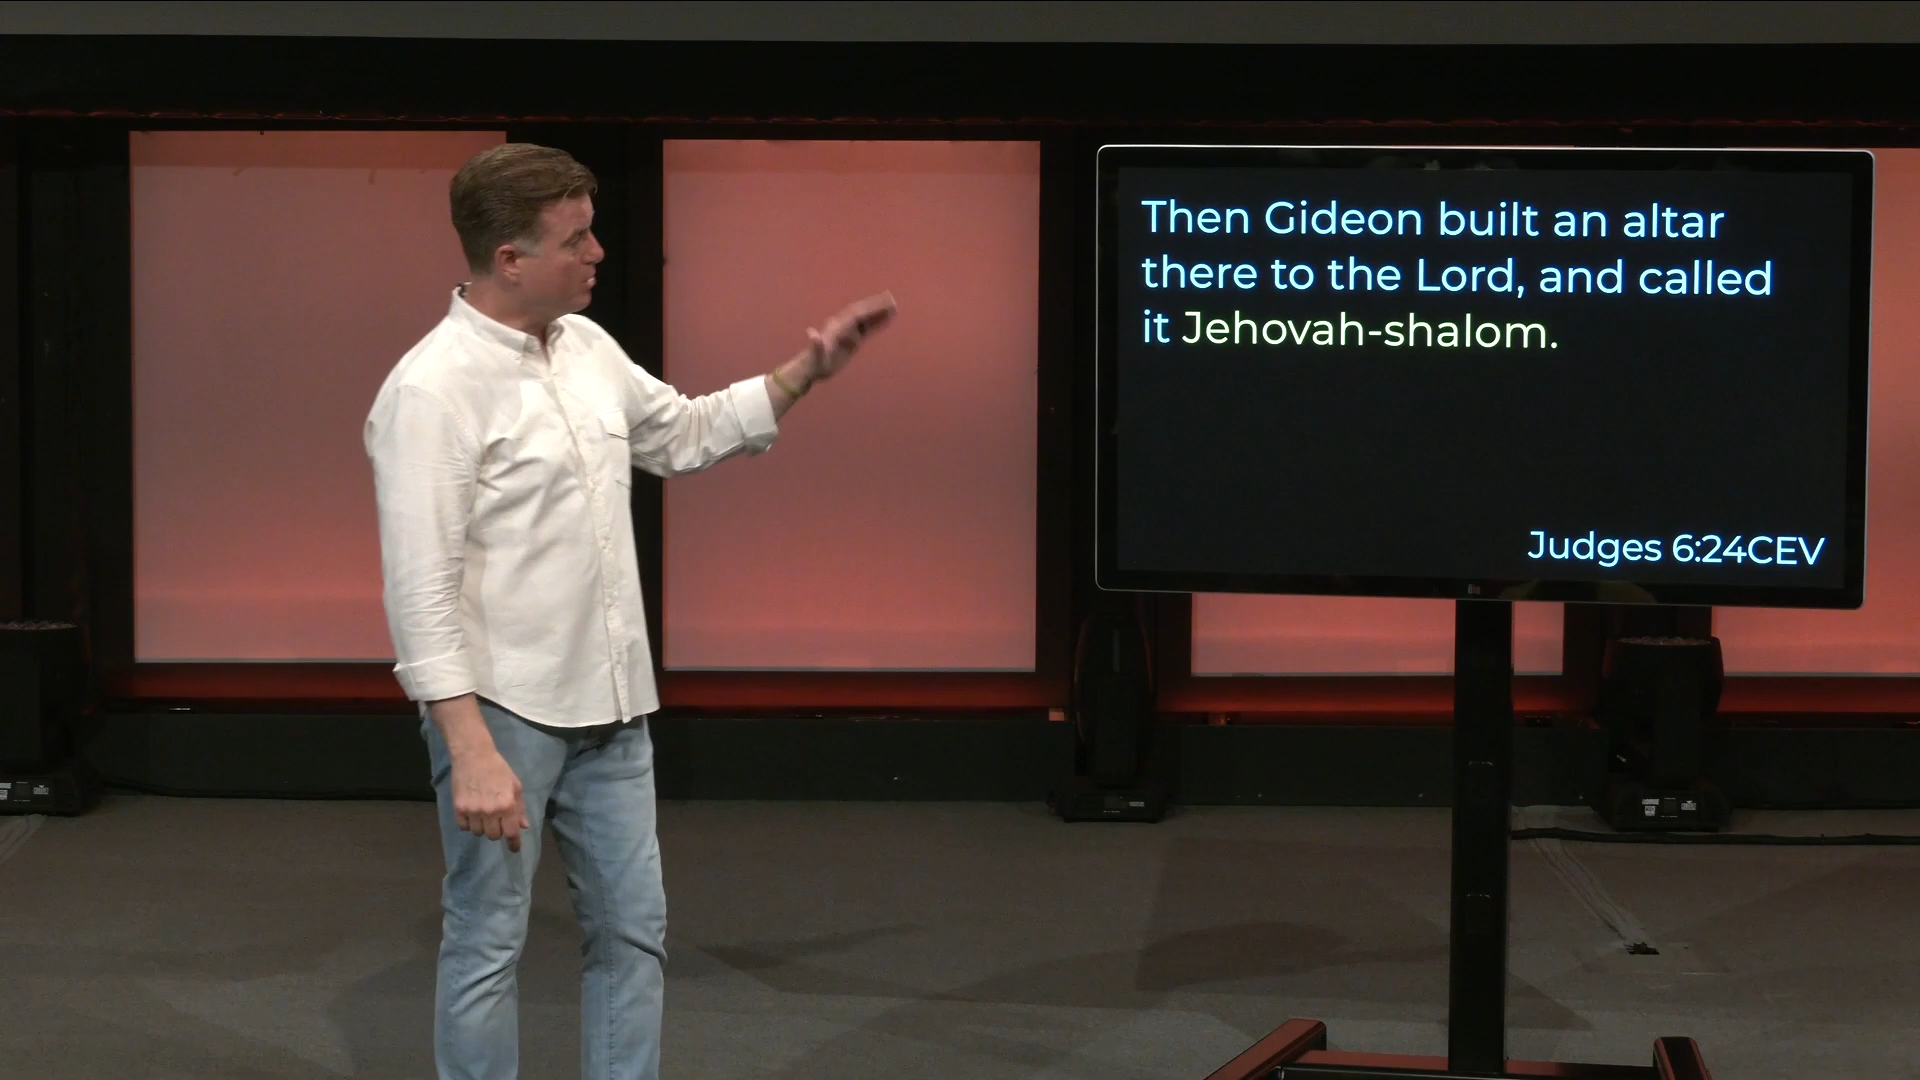 Then Gideon built an altar
there to the Lord, and called
it Jehovah-shalom.
Judges 6:24CEV